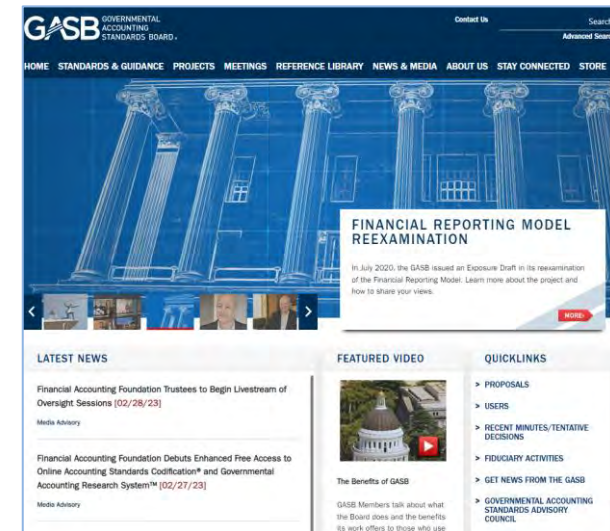 GASB GOVERNMENTAL
ACCOUNTING
STANDARDS BOARD
Contact Us
Search
Advanced Sear
HOME STANDARDS & GUIDANCE PROJECTS MEETINGS REFERENCE LIBRARY NEWS & MEDIA ABOUT US STAY CONNECTED STORE
FINANCIAL REPORTING MODEL
REEXAMINATION
In July 2020, the GASB issued an Exposure Draft in its reexamination
of the Financial Reporting Model. Learn more about the project and
how to share your views.
MORE
LATEST NEWS
Financial Accounting Foundation Trustees to Begin Livestream of
Oversight Sessions [02/28/23]
Media Advisory
Financial Accounting Foundation Debuts Enhanced Free Access to
Online Accounting Standards Codification® and Governmental
Accounting Research System™ [02/27/23]
Media Advisory
FEATURED VIDEO
The Benefits of GASB
GASB Members talk about what
the Board does and the benefits
its work offers to those who use
QUICKLINKS
> PROPOSALS
> USERS
> RECENT MINUTES/TENTATIVE
DECISIONS
> FIDUCIARY ACTIVITIES
> GET NEWS FROM THE GASB
> GOVERNMENTAL ACCOUNTING
STANDARDS ADVISORY
COUNCIL